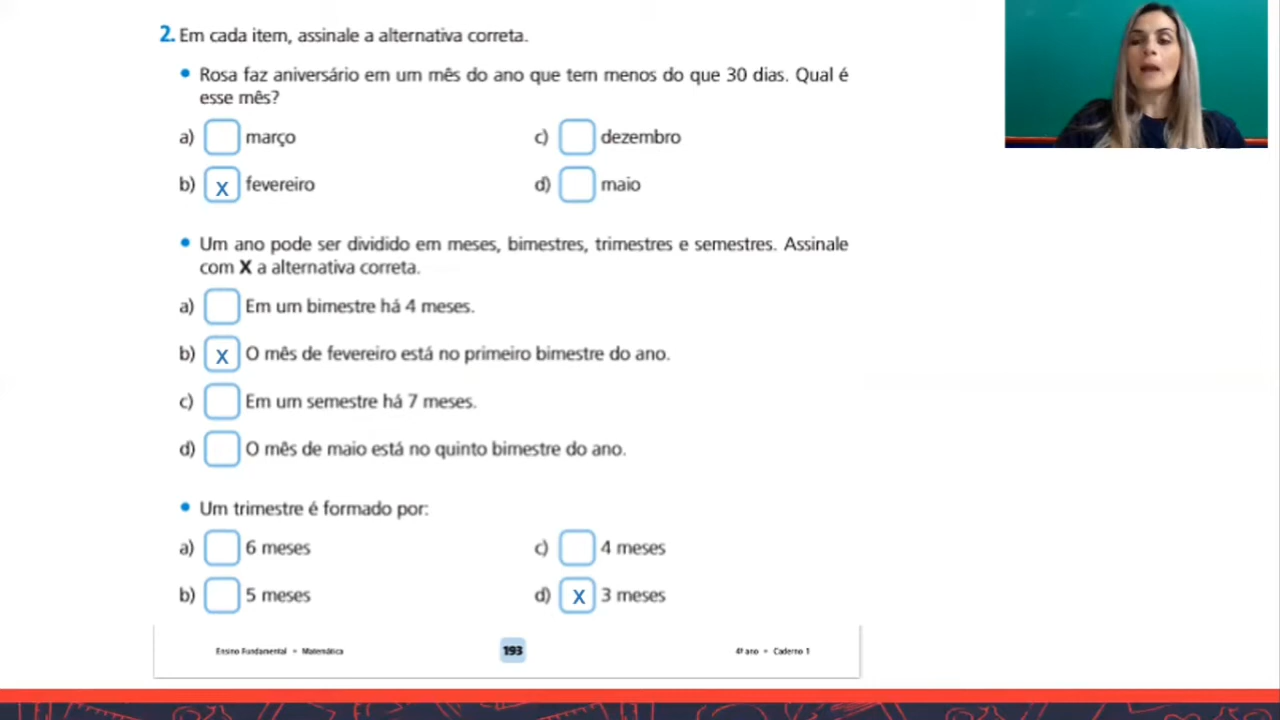 2. Em cada item, assinale a alternativa correta.
• Rosa faz aniversário em um mês do ano que tem menos do que 30 dias. Qual é
esse mês?
a) março
c) dezembro
b) x fevereiro
d) maio
• Um ano pode ser dividido em meses, bimestres, trimestres e semestres. Assinale
com X a alternativa correta.
a) Em um bimestre há 4 meses.
b) x O mês de fevereiro está no primeiro bimestre do ano.
c) Em um semestre há 7 meses.
d) O mês de maio está no quinto bimestre do ano.
• Um trimestre é formado por:
a) 6 meses
c) 4 meses
b) 5 meses
d) x 3 meses
Ensino Fundamental • Matemática 193 4º ano • Caderno 1